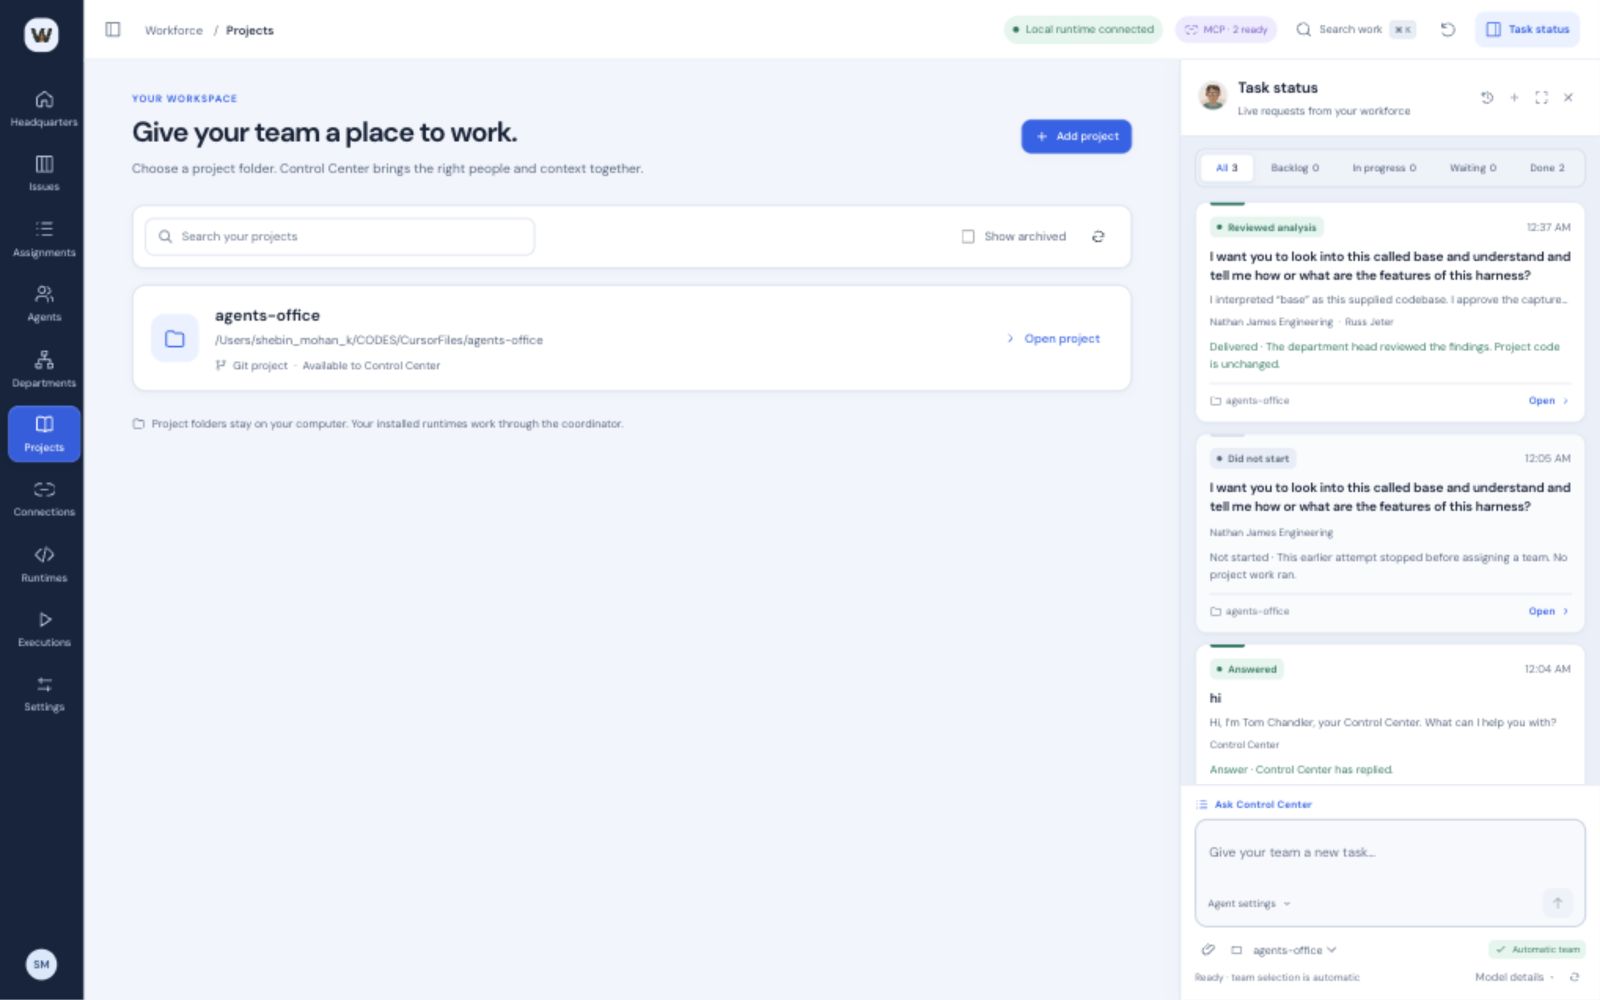 W
Headquarters
Issues
Assignments
Agents
Departments
Projects
Connections
Runtimes
Executions
Settings
SM
Workforce / Projects
Local runtime connected
MCP · 2 ready
Search work ⌘ K
Task status
YOUR WORKSPACE
Give your team a place to work.
Choose a project folder. Control Center brings the right people and context together.
+ Add project
Search your projects
Show archived
agents-office
/Users/shebin_mohan_k/CODES/CursorFiles/agents-office
Git project · Available to Control Center
Open project
Project folders stay on your computer. Your installed runtimes work through the coordinator.
Task status
Live requests from your workforce
All 3 Backlog 0 In progress 0 Waiting 0 Done 2
Reviewed analysis 12:37 AM
I want you to look into this called base and understand and
tell me how or what are the features of this harness?
I interpreted “base” as this supplied codebase. I approve the capture...
Nathan James Engineering · Russ Jeter
Delivered · The department head reviewed the findings. Project code
is unchanged.
agents-office Open
Did not start 12:05 AM
I want you to look into this called base and understand and
tell me how or what are the features of this harness?
Nathan James Engineering
Not started · This earlier attempt stopped before assigning a team. No
project work ran.
agents-office Open
Answered 12:04 AM
hi
Hi, I'm Tom Chandler, your Control Center. What can I help you with?
Control Center
Answer · Control Center has replied.
Ask Control Center
Give your team a new task...
Agent settings
agents-office
Automatic team
Ready · team selection is automatic
Model details